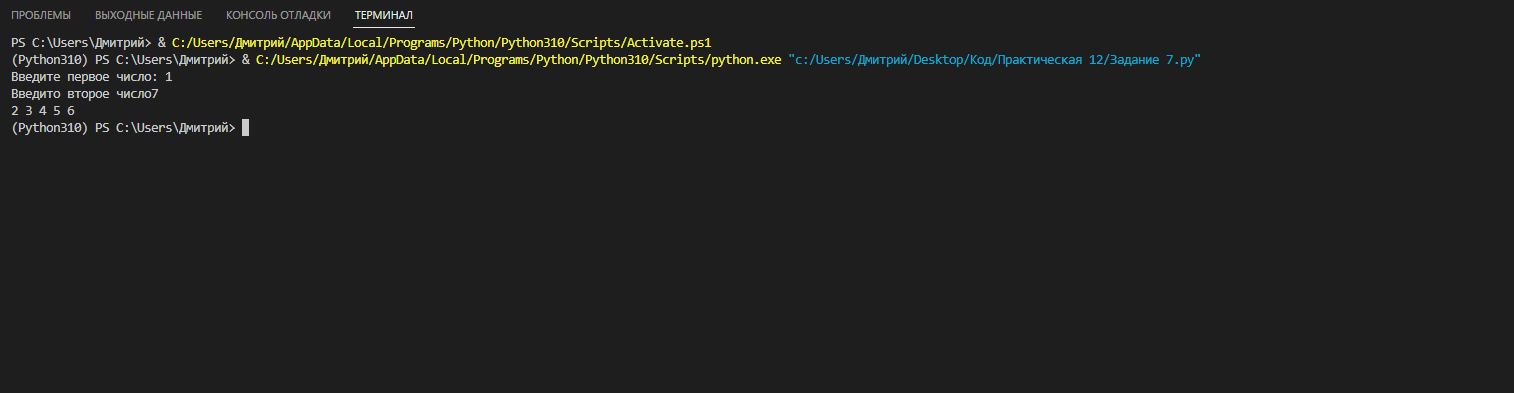 ПРОБЛЕМЫ ВЫХОДНЫЕ ДАННЫЕ КОНСОЛЬ ОТЛАДКИ ТЕРМИНАЛ
PS C:\Users\Дмитрий> & C:/Users/Дмитрий/AppData/Local/Programs/Python/Python310/Scripts/Activate.ps1
(Python310) PS C:\Users\Дмитрий> & C:/Users/Дмитрий/AppData/Local/Programs/Python/Python310/Scripts/python.exe "c:/Users/Дмитрий/Desktop/Код/Практическая 12/Задание 7.py"
Введите первое число: 1
Введито второе число7
2 3 4 5 6
(Python310) PS C:\Users\Дмитрий>